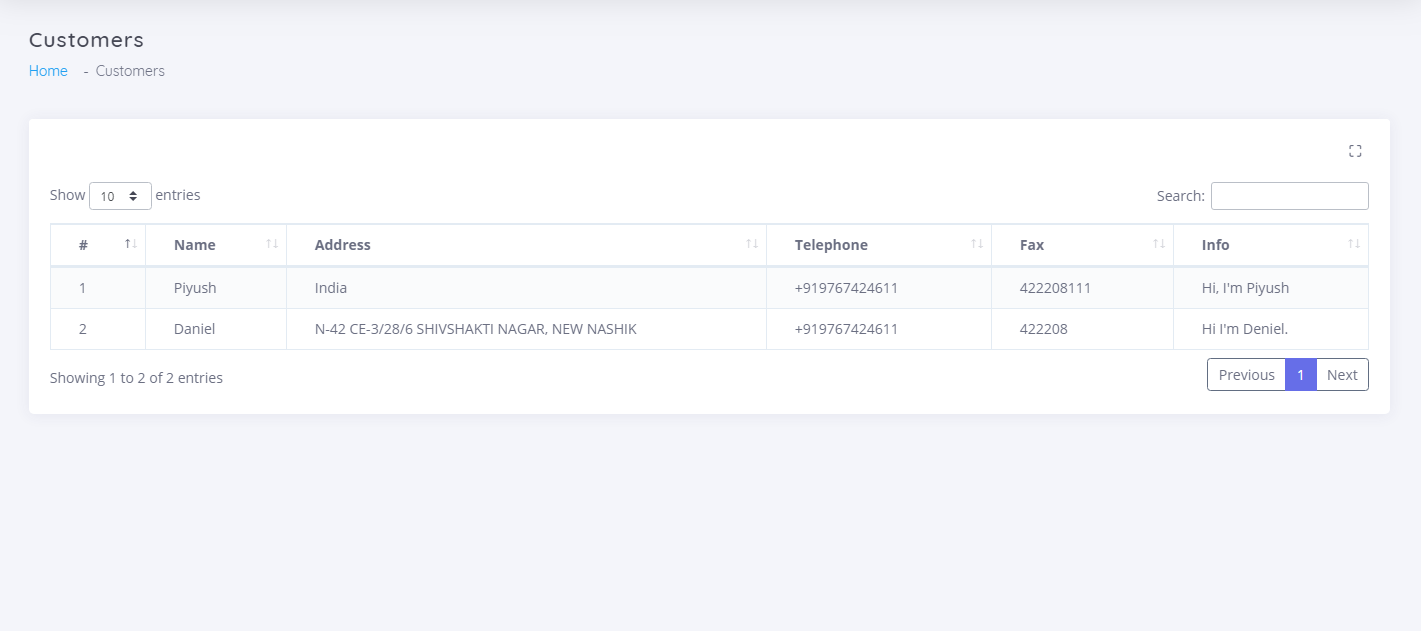 Customers
Home - Customers
Show 10 entries Search:
# Name Address Telephone Fax Info
1 Piyush India +919767424611 422208111 Hi, I'm Piyush
2 Daniel N-42 CE-3/28/6 SHIVSHAKTI NAGAR, NEW NASHIK +919767424611 422208 Hi I'm Deniel.
Showing 1 to 2 of 2 entries Previous 1 Next